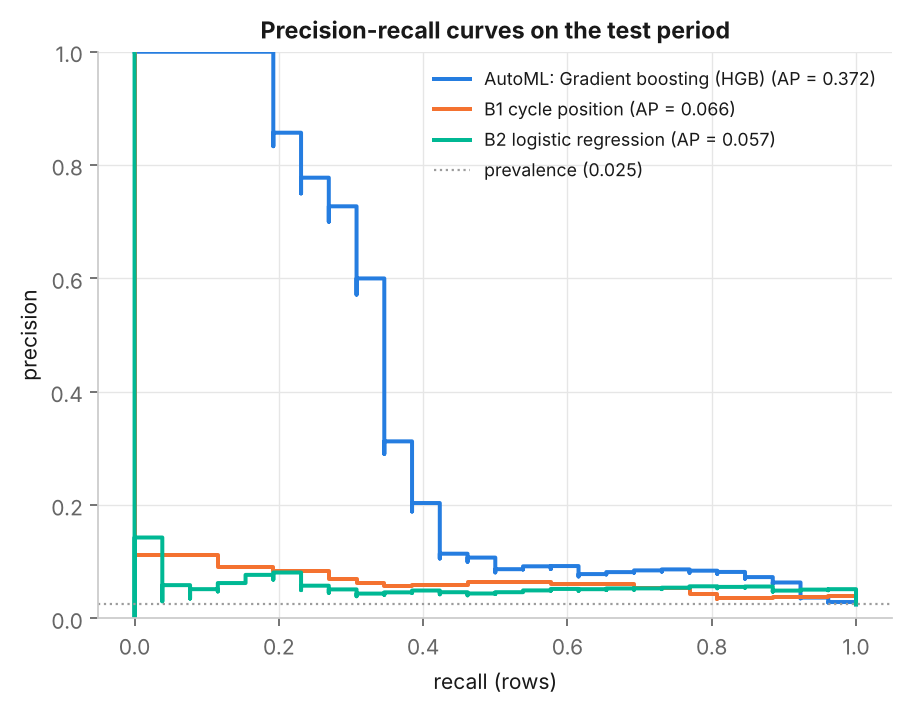 Precision-recall curves on the test period
AutoML: Gradient boosting (HGB) (AP = 0.372)
B1 cycle position (AP = 0.066)
B2 logistic regression (AP = 0.057)
prevalence (0.025)
precision
1.0
0.8
0.6
0.4
0.2
0.0
0.0 0.2 0.4 0.6 0.8 1.0
recall (rows)